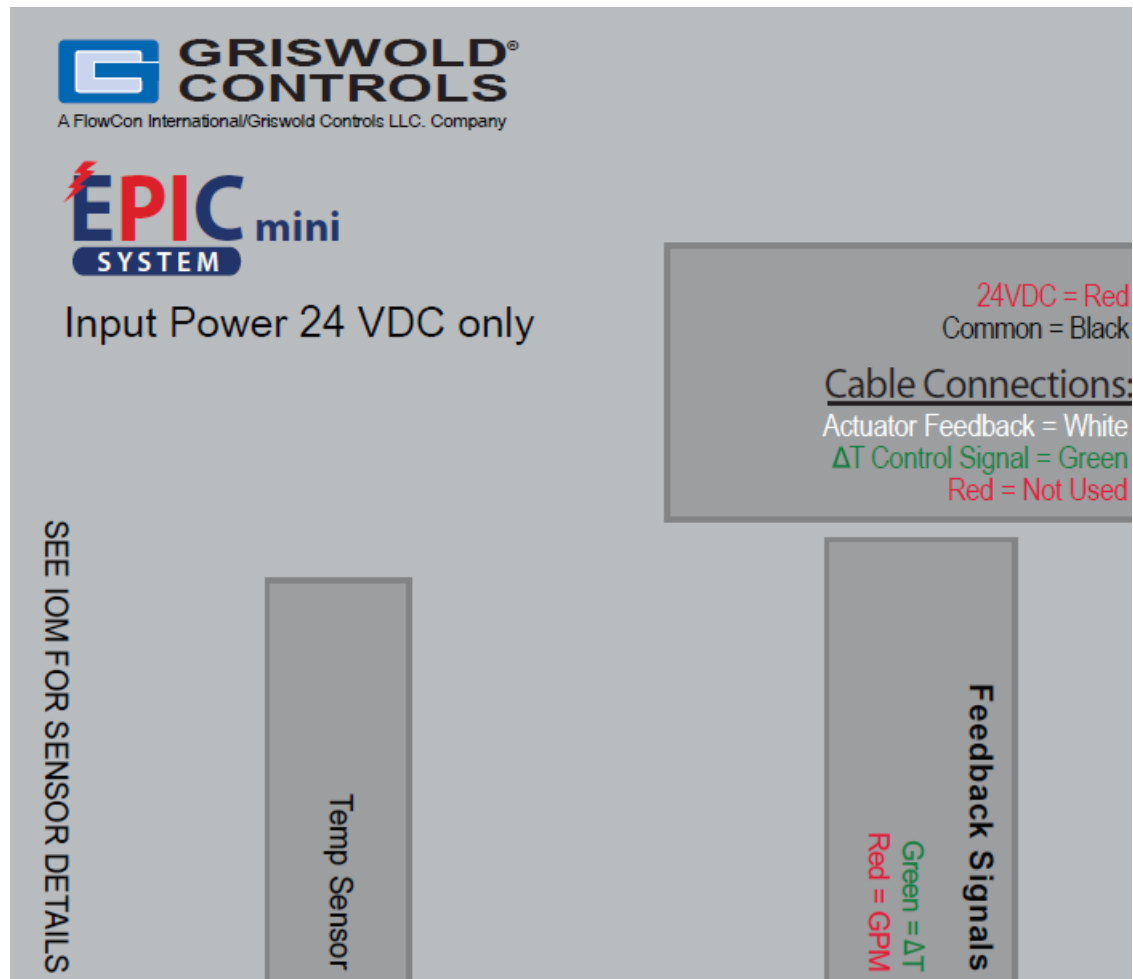 GRISWOLD®
CONTROLS
A FlowCon International/Griswold Controls LLC. Company
EPIC mini
SYSTEM
Input Power 24 VDC only
24VDC = Red
Common = Black
Cable Connections:
Actuator Feedback = White
ΔT Control Signal = Green
Red = Not Used
SEE IOM FOR SENSOR DETAILS
Temp Sensor
Feedback Signals
Green = ΔT
Red = GPM